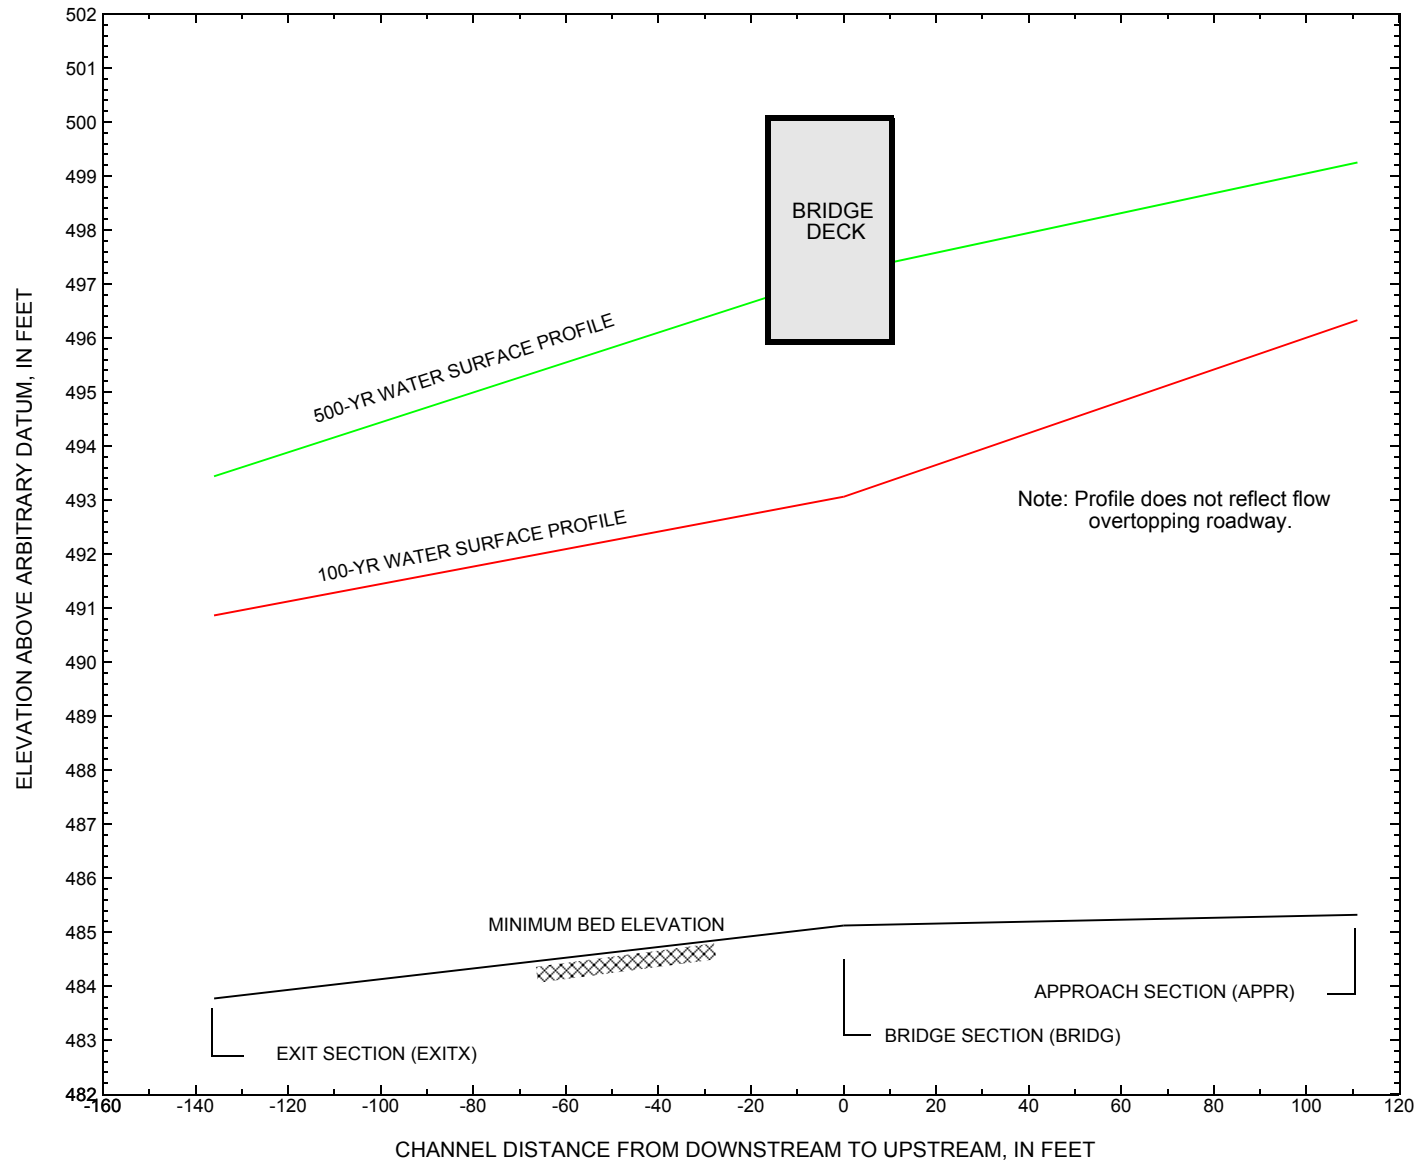 502
501
500
499
498
497
496
495
494
493
492
491
490
489
488
487
486
485
484
483
482
ELEVATION ABOVE ARBITRARY DATUM, IN FEET
BRIDGE
DECK
500-YR WATER SURFACE PROFILE
100-YR WATER SURFACE PROFILE
Note: Profile does not reflect flow
overtopping roadway.
MINIMUM BED ELEVATION
APPROACH SECTION (APPR)
BRIDGE SECTION (BRIDG)
EXIT SECTION (EXITX)
-160 -140 -120 -100 -80 -60 -40 -20 0 20 40 60 80 100 120
CHANNEL DISTANCE FROM DOWNSTREAM TO UPSTREAM, IN FEET